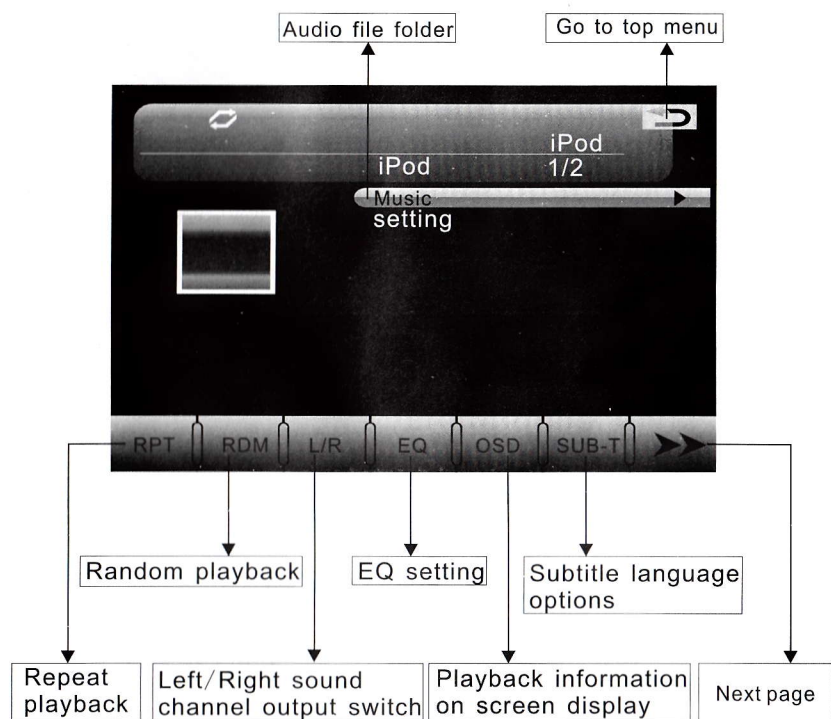 Audio file folder
Go to top menu
iPod
iPod
1/2
Music
setting
RPT
RDM
L/R
EQ
OSD
SUB-T
Random playback
EQ setting
Subtitle language
options
Repeat
playback
Left/Right sound
channel output switch
Playback information
on screen display
Next page